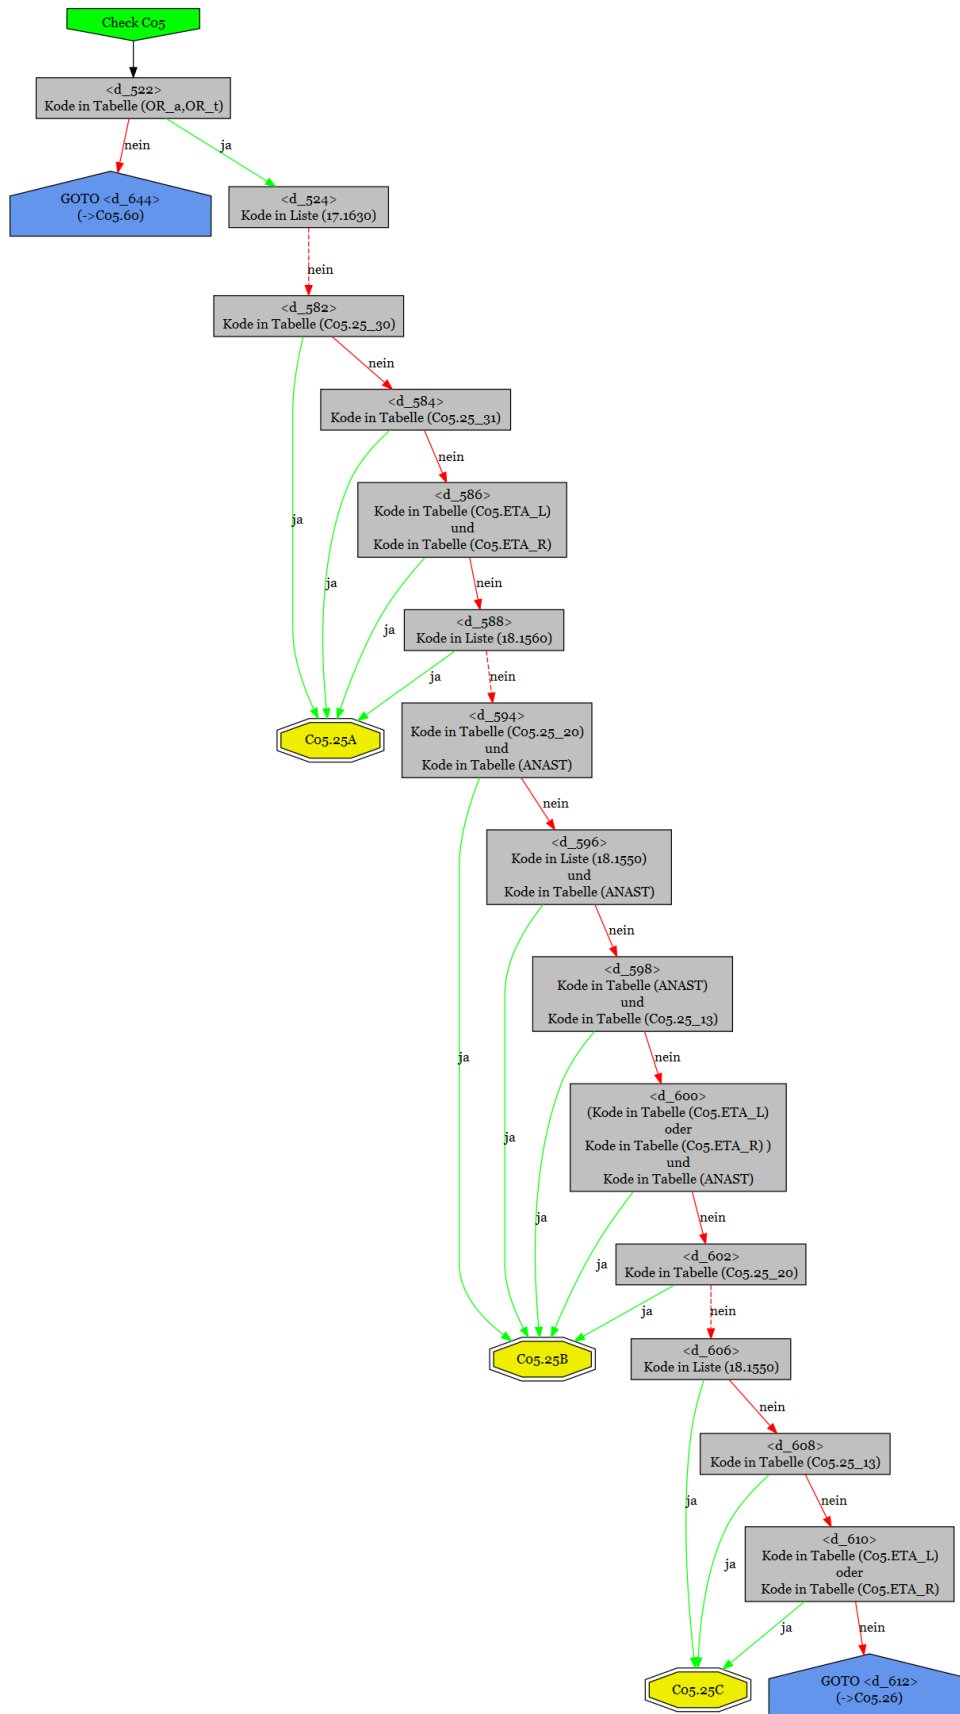 Check C05
<d_522>
Kode in Tabelle (OR_a,OR_t)
nein
ja
GOTO <d_644>
(->C05.60)
<d_524>
Kode in Liste (17.1630)
nein
<d_582>
Kode in Tabelle (C05.25_30)
nein
<d_584>
Kode in Tabelle (C05.25_31)
nein
<d_586>
Kode in Tabelle (C05.ETA_L)
und
Kode in Tabelle (C05.ETA_R)
ja
ja
nein
<d_588>
Kode in Liste (18.1560)
ja
ja
nein
<d_594>
Kode in Tabelle (C05.25_20)
und
Kode in Tabelle (ANAST)
C05.25A
nein
<d_596>
Kode in Liste (18.1550)
und
Kode in Tabelle (ANAST)
nein
<d_598>
Kode in Tabelle (ANAST)
und
Kode in Tabelle (C05.25_13)
ja
nein
<d_600>
(Kode in Tabelle (C05.ETA_L)
oder
Kode in Tabelle (C05.ETA_R) )
und
Kode in Tabelle (ANAST)
ja
ja
nein
<d_602>
Kode in Tabelle (C05.25_20)
ja
ja
nein
C05.25B
<d_606>
Kode in Liste (18.1550)
nein
<d_608>
Kode in Tabelle (C05.25_13)
ja
nein
<d_610>
Kode in Tabelle (C05.ETA_L)
oder
Kode in Tabelle (C05.ETA_R)
ja
ja
nein
C05.25C
GOTO <d_612>
(->C05.26)